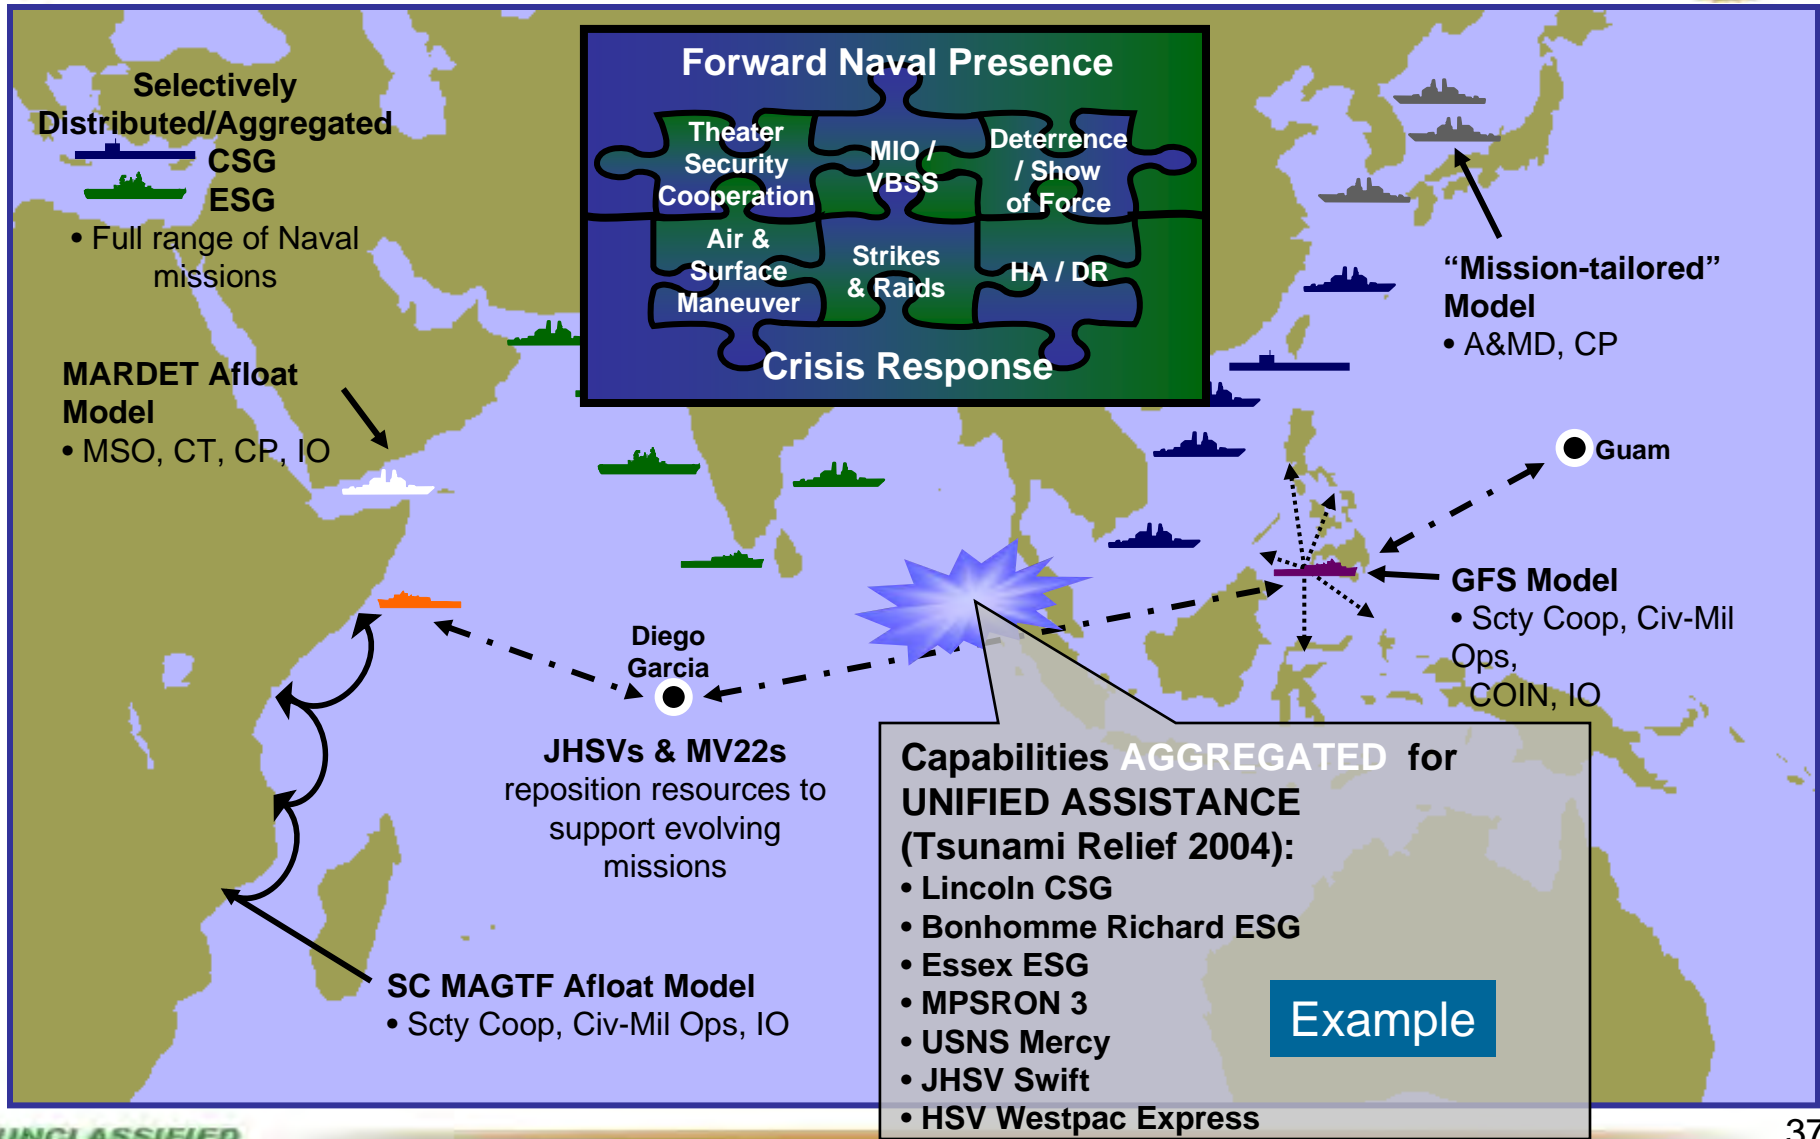 Forward Naval Presence
Theater
Security
Cooperation
MIO /
VBSS
Deterrence
/ Show
of Force
Air &
Surface
Maneuver
Strikes
& Raids
HA / DR
Crisis Response
Selectively
Distributed/Aggregated
CSG
ESG
• Full range of Naval
missions
MARDET Afloat
Model
• MSO, CT, CP, IO
“Mission-tailored”
Model
• A&MD, CP
Guam
GFS Model
• Scty Coop, Civ-Mil
Ops,
COIN, IO
Diego
Garcia
JHSVs & MV22s
reposition resources to
support evolving
missions
SC MAGTF Afloat Model
• Scty Coop, Civ-Mil Ops, IO
Capabilities AGGREGATED for
UNIFIED ASSISTANCE
(Tsunami Relief 2004):
• Lincoln CSG
• Bonhomme Richard ESG
• Essex ESG
• MPSRON 3
• USNS Mercy
• JHSV Swift
• HSV Westpac Express
Example
UNCLASSIFIED
37